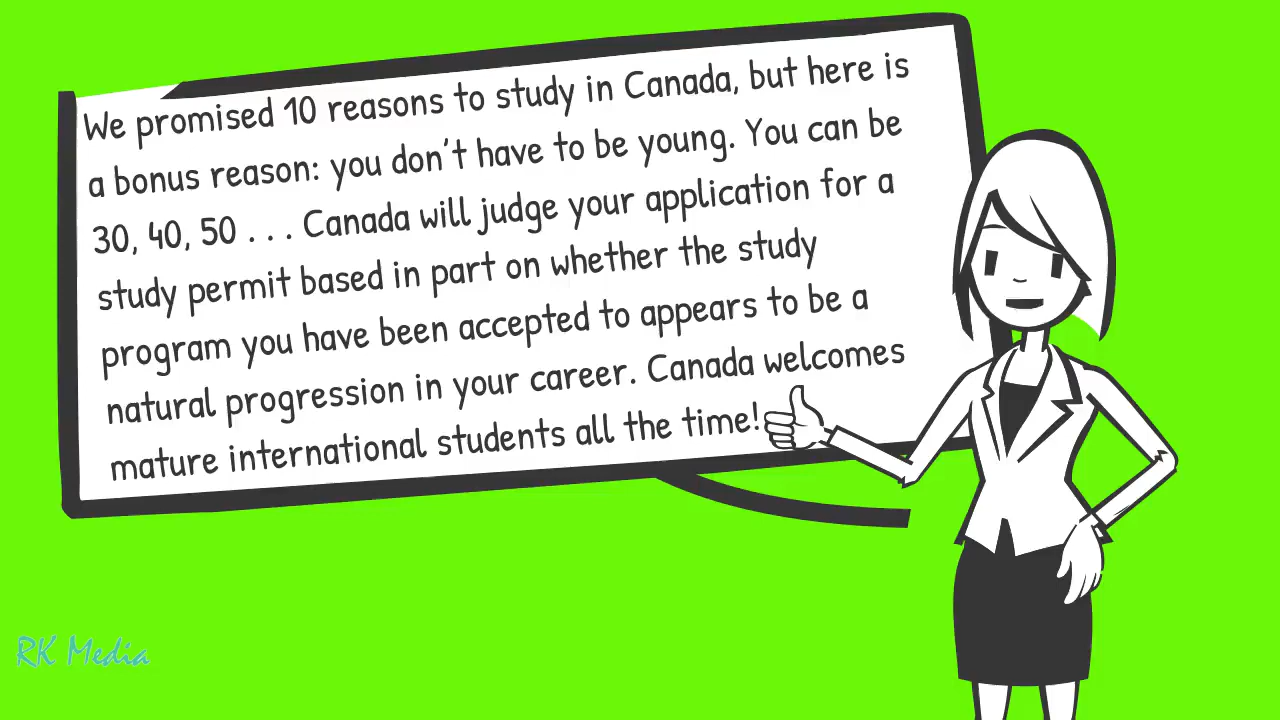 We promised 10 reasons to study in Canada, but here is
a bonus reason: you don't have to be young. You can be
30, 40, 50 . . . Canada will judge your application for a
study permit based in part on whether the study
program you have been accepted to appears to be a
natural progression in your career. Canada welcomes
mature international students all the time!
RK Media